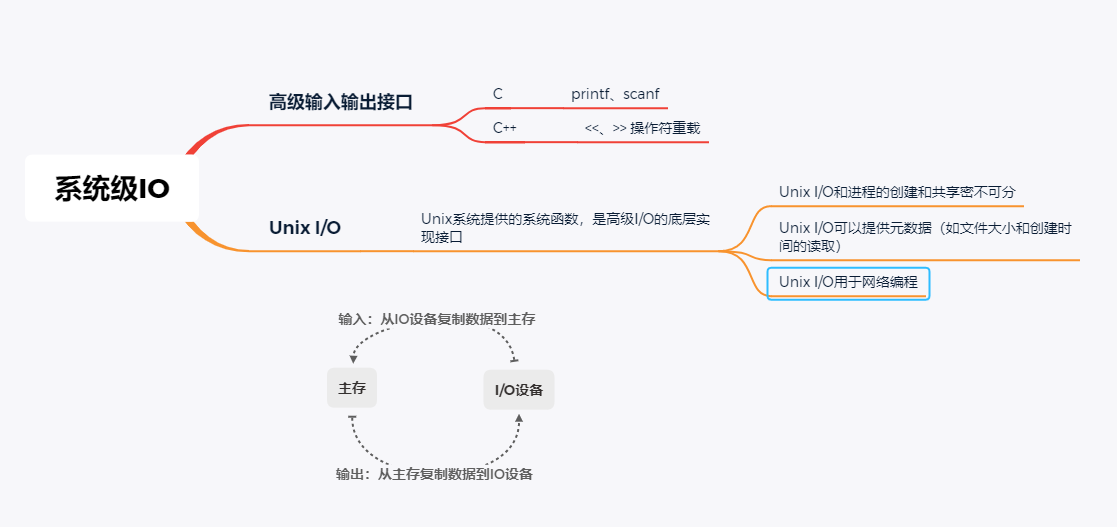 系统级IO
高级输入输出接口
C
printf、scanf
C++
<<、>> 操作符重载
Unix I/O
Unix系统提供的系统函数，是高级I/O的底层实
现接口
Unix I/O和进程的创建和共享密不可分
Unix I/O可以提供元数据（如文件大小和创建时
间的读取）
Unix I/O用于网络编程
输入：从IO设备复制数据到主存
主存
I/O设备
输出：从主存复制数据到IO设备